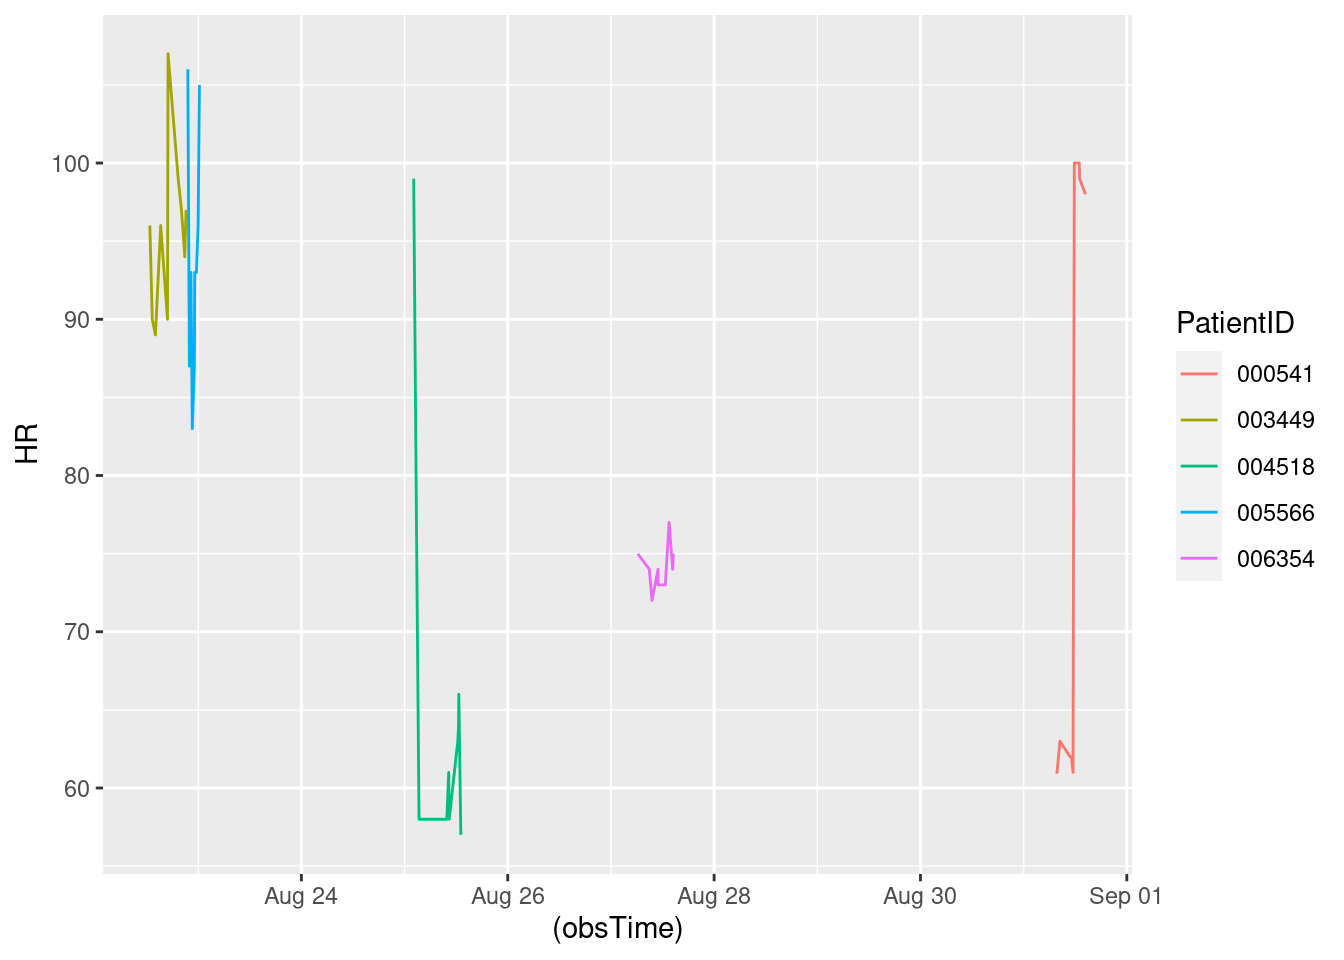 HR
100
90
80
70
60
Aug 24
Aug 26
Aug 28
Aug 30
Sep 01
(obsTime)
PatientID
000541
003449
004518
005566
006354